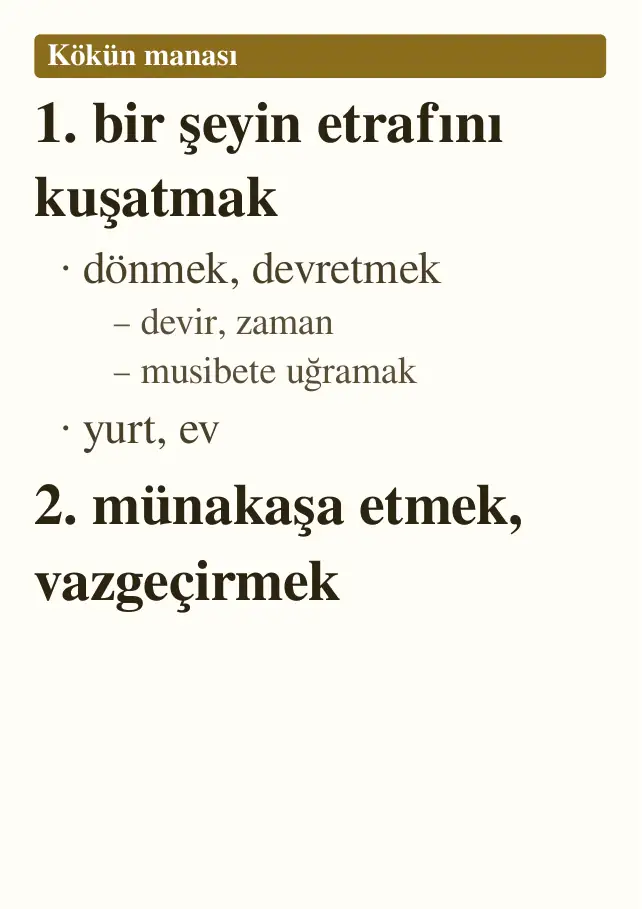 Kökün manası
1. bir şeyin etrafını
kuşatmak
· dönmek, devretmek
– devir, zaman
– musibete uğramak
· yurt, ev
2. münakaşa etmek,
vazgeçirmek